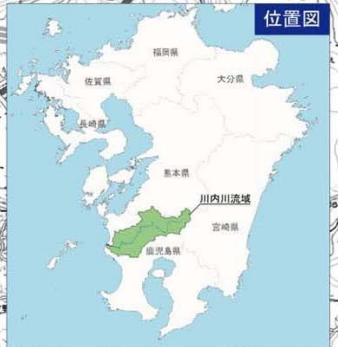 位置図
福岡県
佐賀県
大分県
長崎県
熊本県
川内川流域
宮崎県
鹿児島県